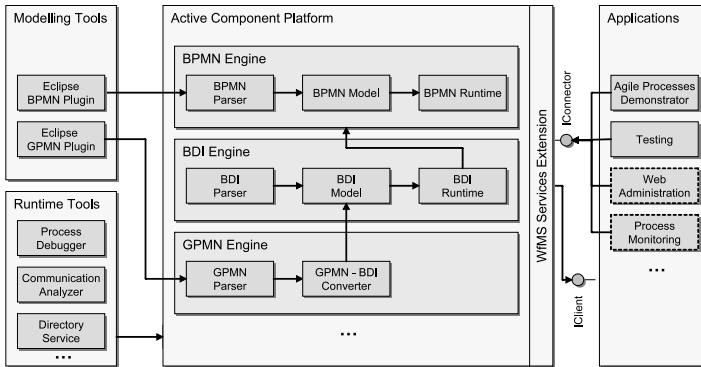 Modelling Tools
Eclipse
BPMN Plugin
Eclipse
GPMN Plugin
Runtime Tools
Process
Debugger
Communication
Analyzer
Directory
Service
...
Active Component Platform
BPMN Engine
BPMN
Parser
BPMN Model
BPMN Runtime
BDI Engine
BDI
Parser
BDI
Model
BDI
Runtime
GPMN Engine
GPMN
Parser
GPMN – BDI
Converter
...
WfMS Services Extension
IConnector
IClient
Applications
Agile Processes
Demonstrator
Testing
Web
Administration
Process
Monitoring
...